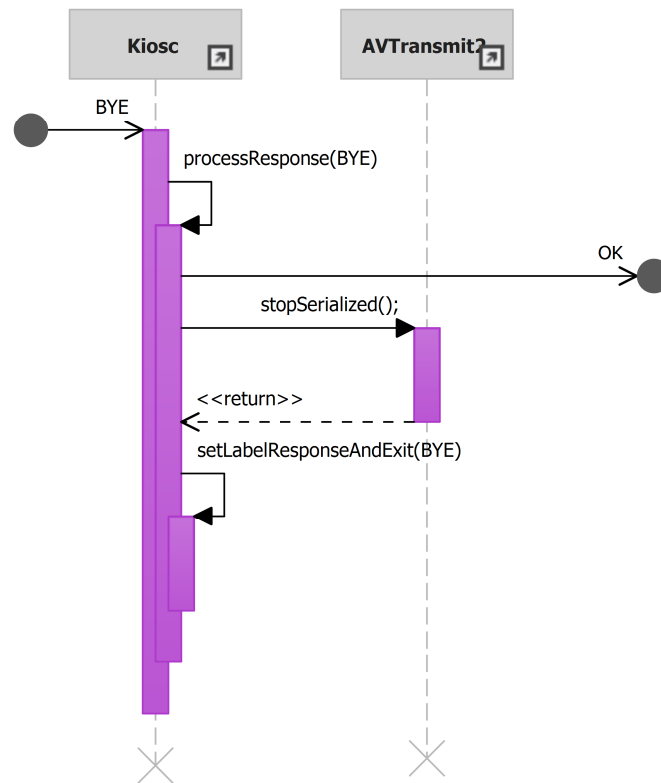 Kiosc
AVTransmit2
BYE
processResponse(BYE)
OK
stopSerialized();
<<return>>
setLabelResponseAndExit(BYE)